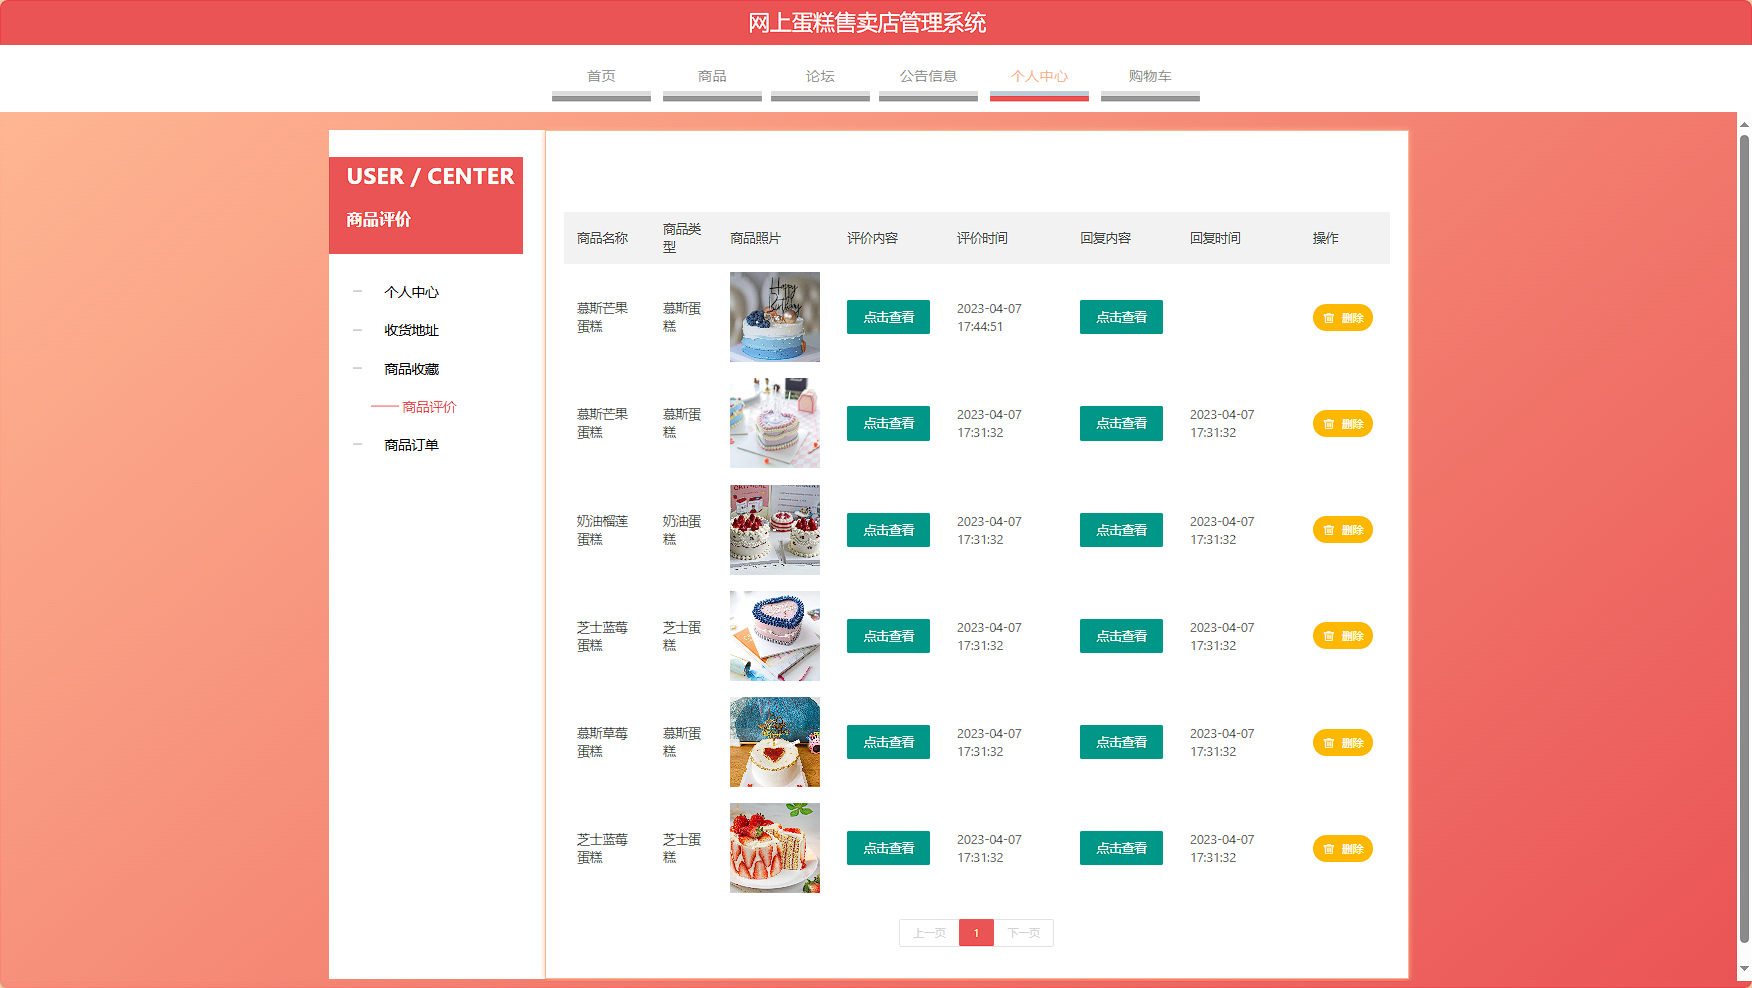 网上蛋糕售卖店管理系统
首页 商品 论坛 公告信息 个人中心 购物车
USER / CENTER
商品评价
个人中心
收货地址
商品收藏
商品评价
商品订单
商品名称 商品类型 商品照片 评价内容 评价时间 回复内容 回复时间 操作
慕斯芒果蛋糕 慕斯蛋糕 Happy Birthday 点击查看 2023-04-07 17:44:51 点击查看 删除
慕斯芒果蛋糕 慕斯蛋糕 点击查看 2023-04-07 17:31:32 点击查看 2023-04-07 17:31:32 删除
奶油榴莲蛋糕 奶油蛋糕 点击查看 2023-04-07 17:31:32 点击查看 2023-04-07 17:31:32 删除
芝士蓝莓蛋糕 芝士蛋糕 点击查看 2023-04-07 17:31:32 点击查看 2023-04-07 17:31:32 删除
慕斯草莓蛋糕 慕斯蛋糕 点击查看 2023-04-07 17:31:32 点击查看 2023-04-07 17:31:32 删除
芝士蓝莓蛋糕 芝士蛋糕 点击查看 2023-04-07 17:31:32 点击查看 2023-04-07 17:31:32 删除
上一页 1 下一页